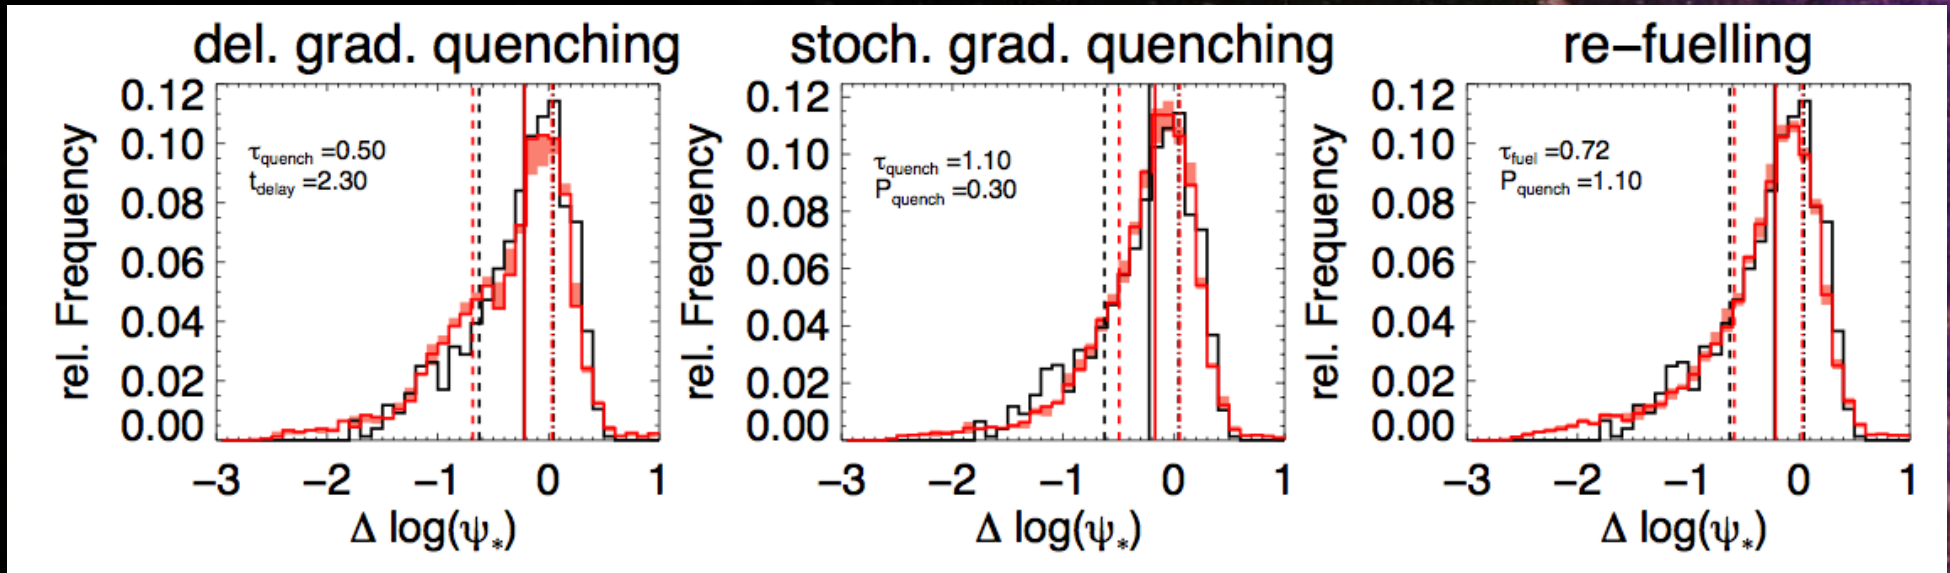 del. grad. quenching
0.12
0.10
0.08
0.06
0.04
0.02
0.00
rel. Frequency
τquench =0.50
tdelay =2.30
−3 −2 −1 0 1
Δ log(ψ*)
stoch. grad. quenching
0.12
0.10
0.08
0.06
0.04
0.02
0.00
rel. Frequency
τquench =1.10
Pquench =0.30
−3 −2 −1 0 1
Δ log(ψ*)
re−fuelling
0.12
0.10
0.08
0.06
0.04
0.02
0.00
rel. Frequency
τfuel =0.72
Pquench =1.10
−3 −2 −1 0 1
Δ log(ψ*)